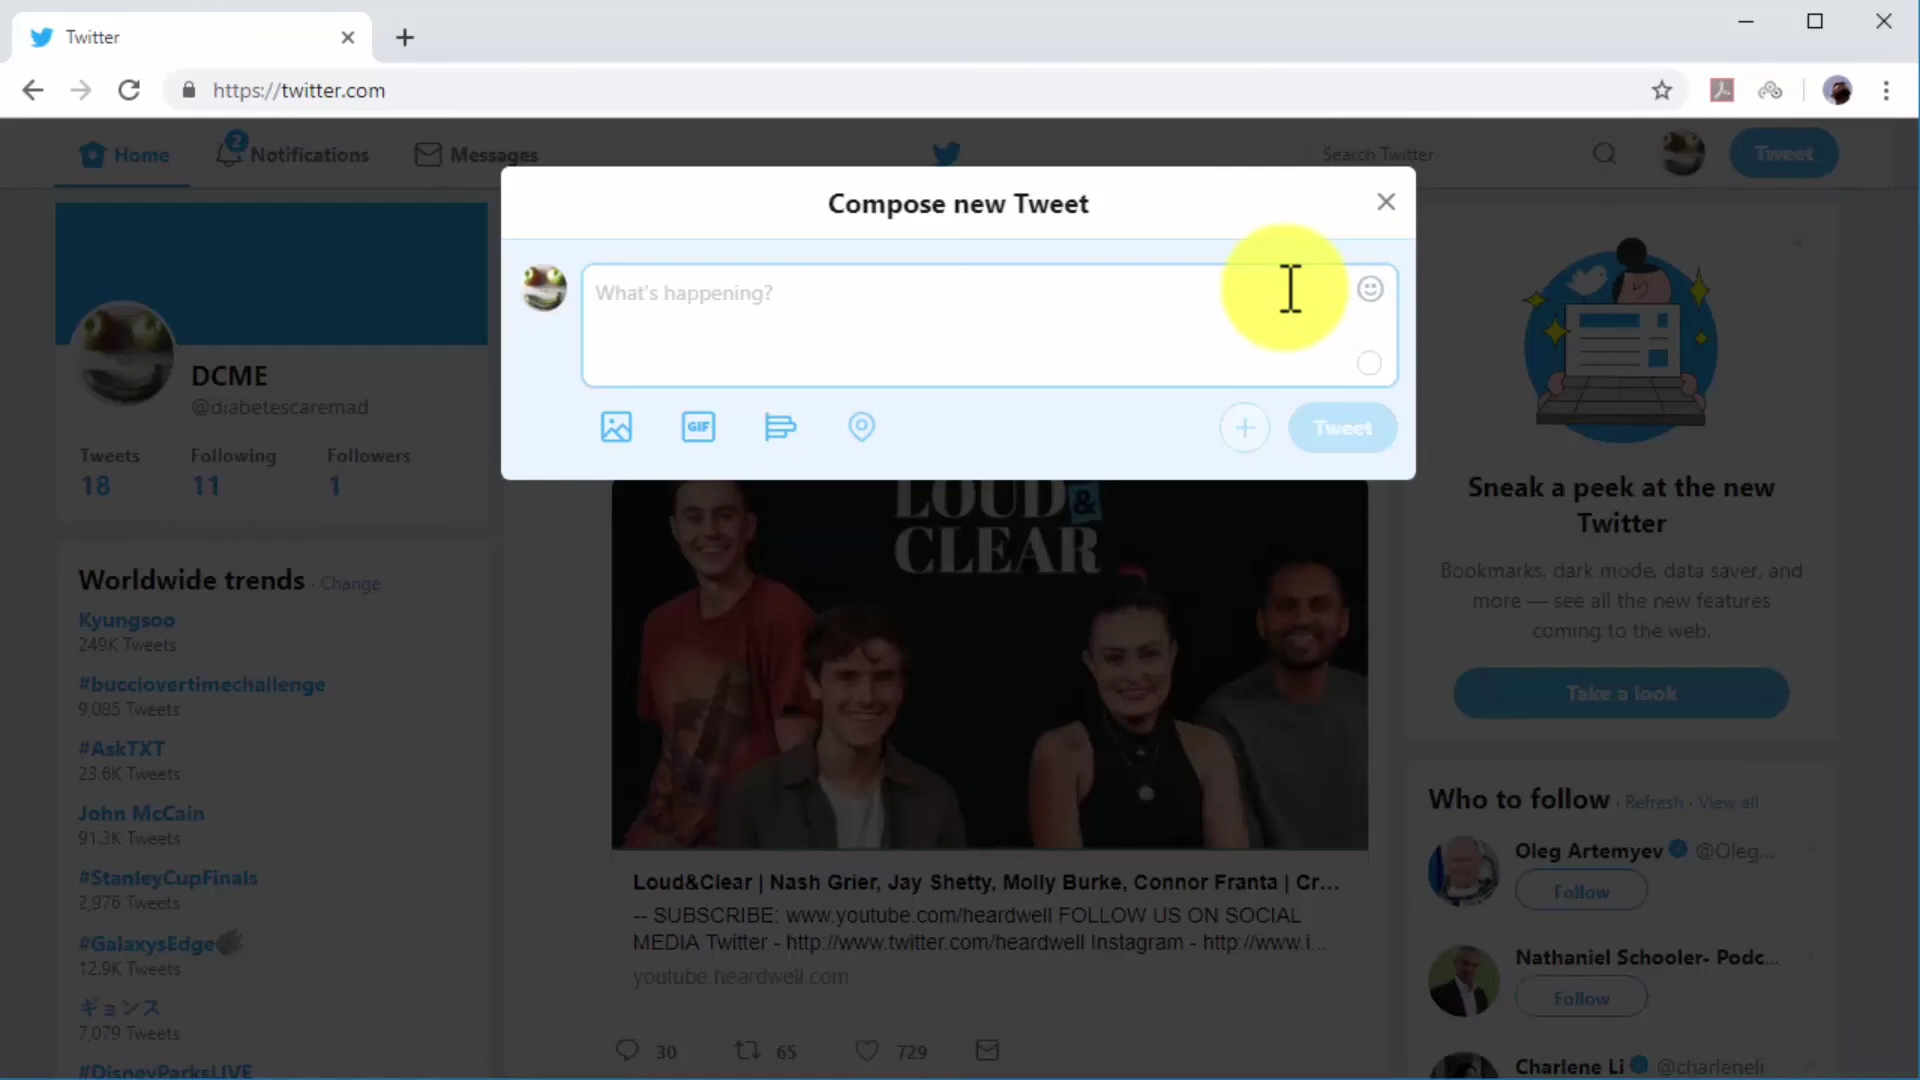 Twitter
https://twitter.com
2
Home
Notifications
Messages
Search Twitter
Tweet
Compose new Tweet
What's happening?
GIF
Tweet
DCME
@diabetescaremad
Tweets Following Followers
18 11 1
Worldwide trends · Change
Kyungsoo
249K Tweets
#bucciovertimechallenge
9,085 Tweets
#AskTXT
23.6K Tweets
John McCain
91.3K Tweets
#StanleyCupFinals
2,976 Tweets
#GalaxysEdge
12.9K Tweets
ギョンス
7,079 Tweets
#DisneyParksLIVE
LOUD &
CLEAR
Loud&Clear | Nash Grier, Jay Shetty, Molly Burke, Connor Franta | Cr...
-- SUBSCRIBE: www.youtube.com/heardwell FOLLOW US ON SOCIAL
MEDIA Twitter - http://www.twitter.com/heardwell Instagram - http://www.i...
youtube.heardwell.com
30 65 729
Sneak a peek at the new
Twitter
Bookmarks, dark mode, data saver, and
more — see all the new features
coming to the web.
Take a look
Who to follow · Refresh · View all
Oleg Artemyev @Oleg...
Follow
Nathaniel Schooler- Podc...
Follow
Charlene Li @charleneli